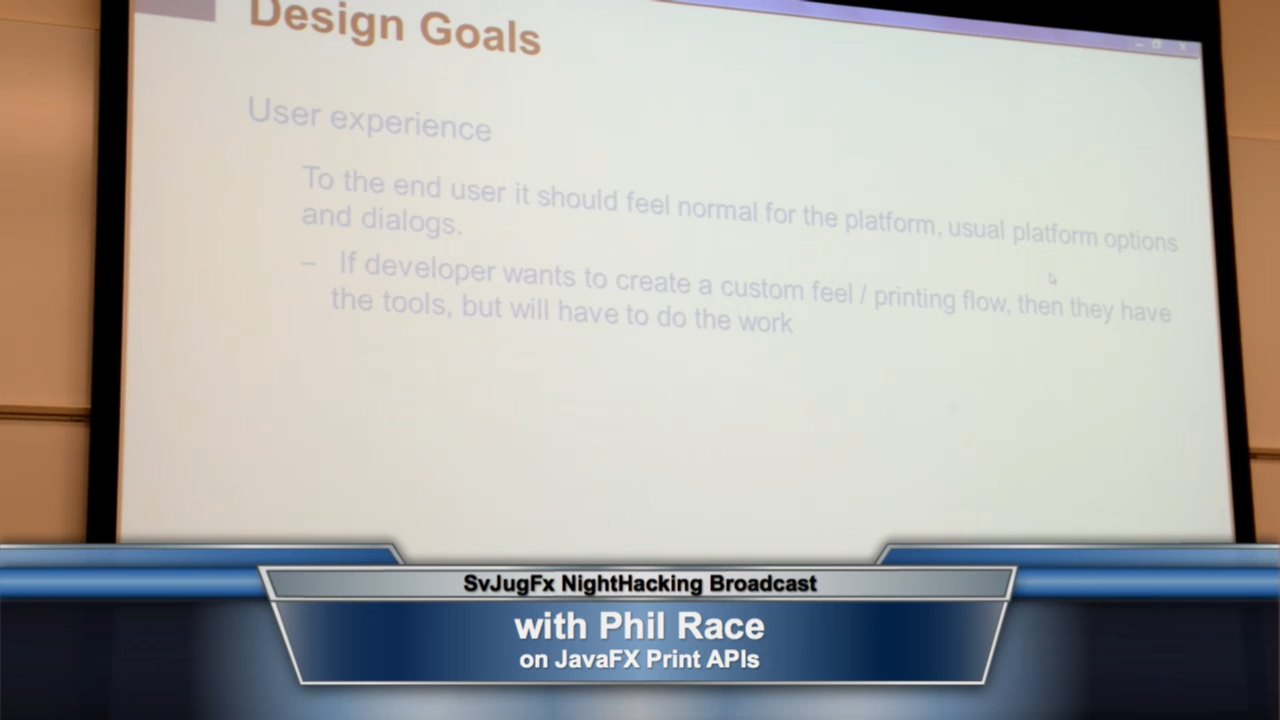 Design Goals
User experience
To the end user it should feel normal for the platform, usual platform options
and dialogs.
– If developer wants to create a custom feel / printing flow, then they have
the tools, but will have to do the work
SvJugFx NightHacking Broadcast
with Phil Race
on JavaFX Print APIs